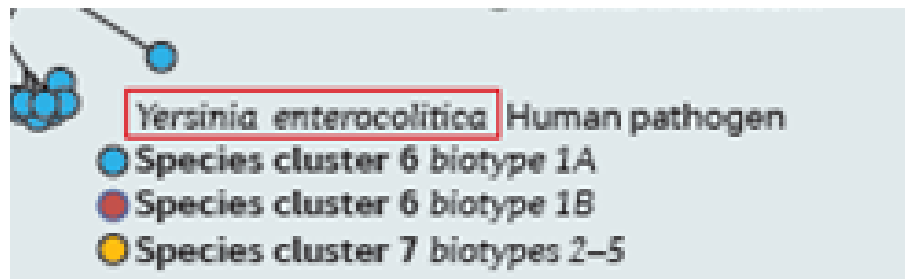 Yersinia enterocolitica Human pathogen
Species cluster 6 biotype 1A
Species cluster 6 biotype 1B
Species cluster 7 biotypes 2–5